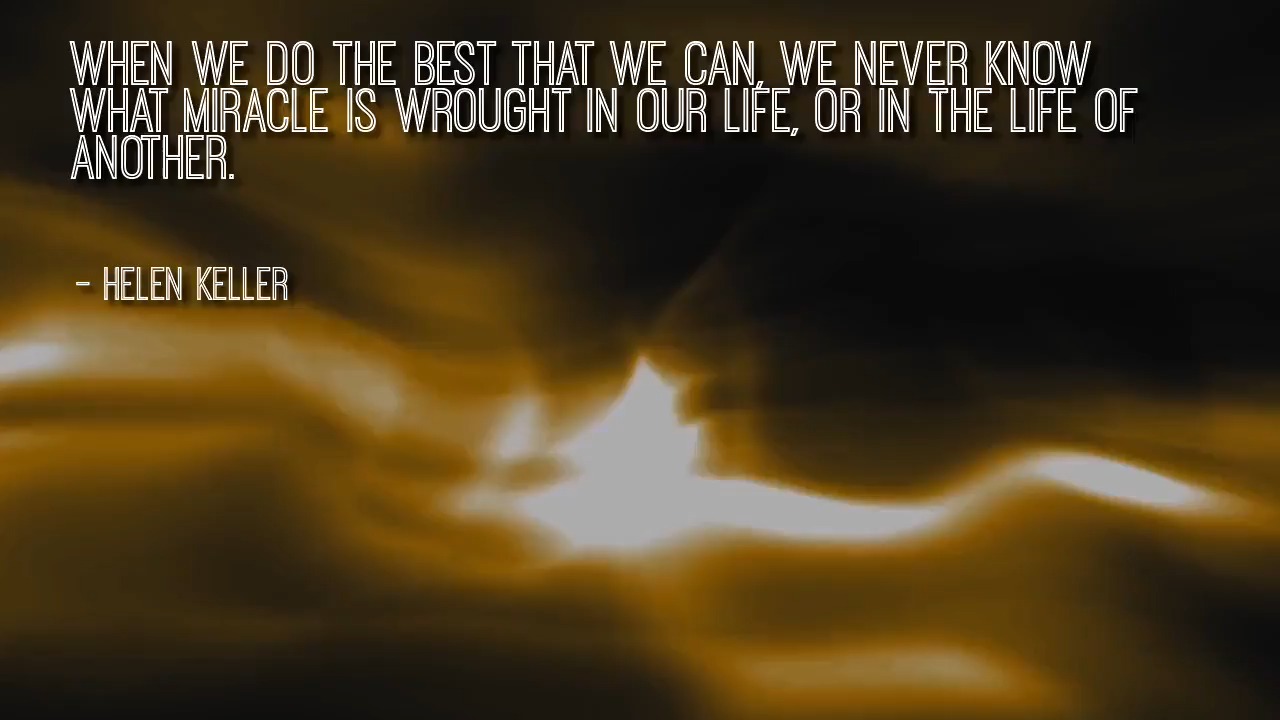 WHEN WE DO THE BEST THAT WE CAN, WE NEVER KNOW
WHAT MIRACLE IS WROUGHT IN OUR LIFE, OR IN THE LIFE OF
ANOTHER.
- HELEN KELLER